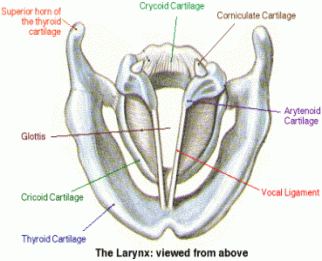 Superior horn of
the thyroid
cartilage
Crycoid Cartilage
Corniculate Cartilage
Arytenoid
Cartilage
Glottis
Vocal Ligament
Cricoid Cartilage
Thyroid Cartilage
The Larynx: viewed from above